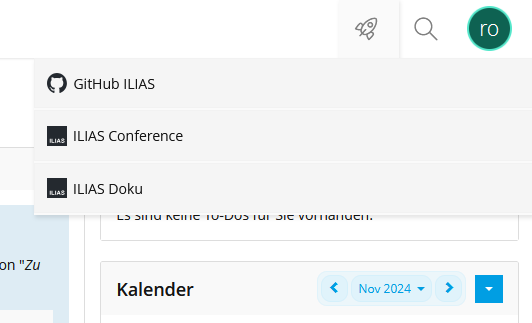 ro
GitHub ILIAS
ILIAS ILIAS Conference
ILIAS ILIAS Doku
Es sind keine To-Dos für Sie vorhanden.
on "Zu
Kalender
Nov 2024